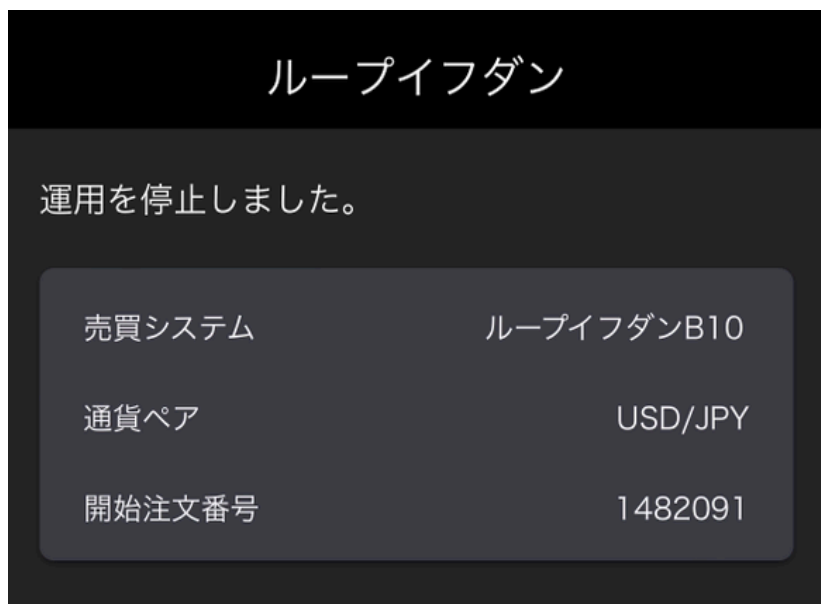 ループイフダン
運用を停止しました。
売買システム ループイフダンB10
通貨ペア USD/JPY
開始注文番号 1482091